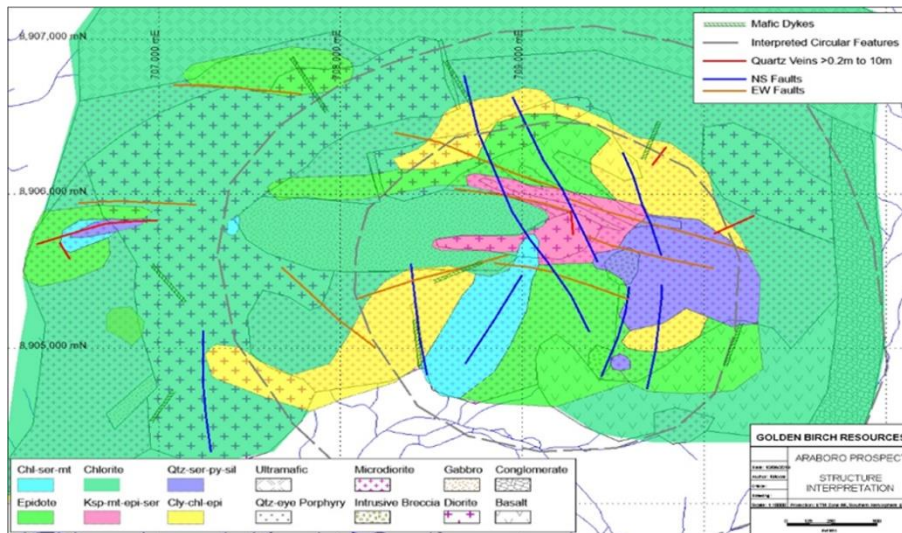 8,907,000 mN
707,000 mE
708,000 mE
709,000 mE
Mafic Dykes
Interpreted Circular Features
Quartz Veins >0.2m to 10m
NS Faults
EW Faults
8,906,000 mN
8,905,000 mN
Chl-ser-mt Chlorite Qtz-ser-py-sil Ultramafic Microdiorite Gabbro Conglomerate
Epidote Ksp-mt-epi-ser Cly-chl-epi Qtz-eye Porphyry Intrusive Breccia Diorite Basalt
GOLDEN BIRCH RESOURCES
ARABORO PROSPECT
STRUCTURE
INTERPRETATION